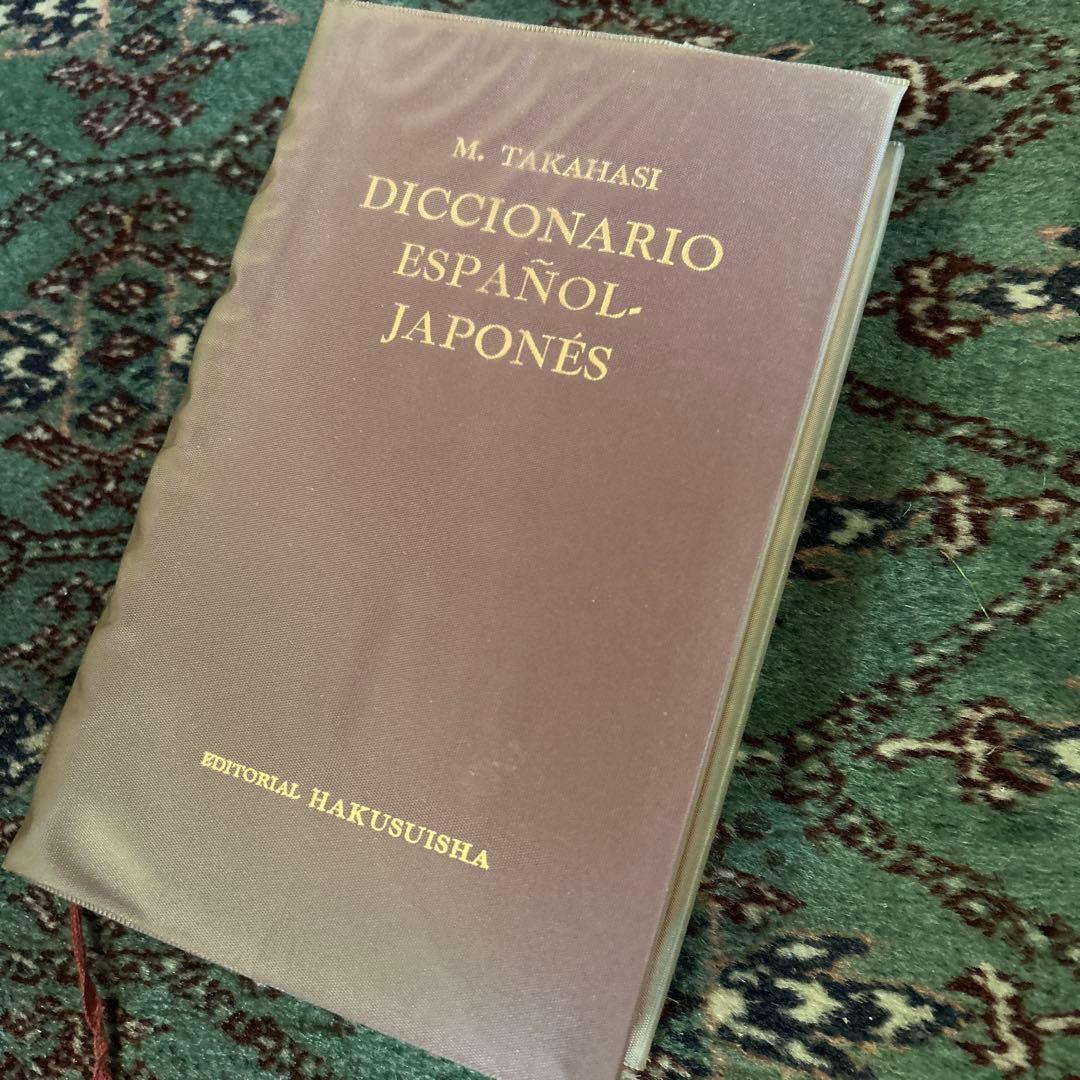 M. TAKAHASI
DICCIONARIO
ESPAÑOL-
JAPONÉS
EDITORIAL HAKUSUISHA